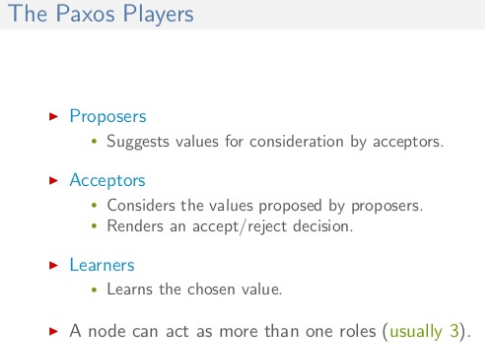 The Paxos Players
▶ Proposers
• Suggests values for consideration by acceptors.
▶ Acceptors
• Considers the values proposed by proposers.
• Renders an accept/reject decision.
▶ Learners
• Learns the chosen value.
▶ A node can act as more than one roles (usually 3).